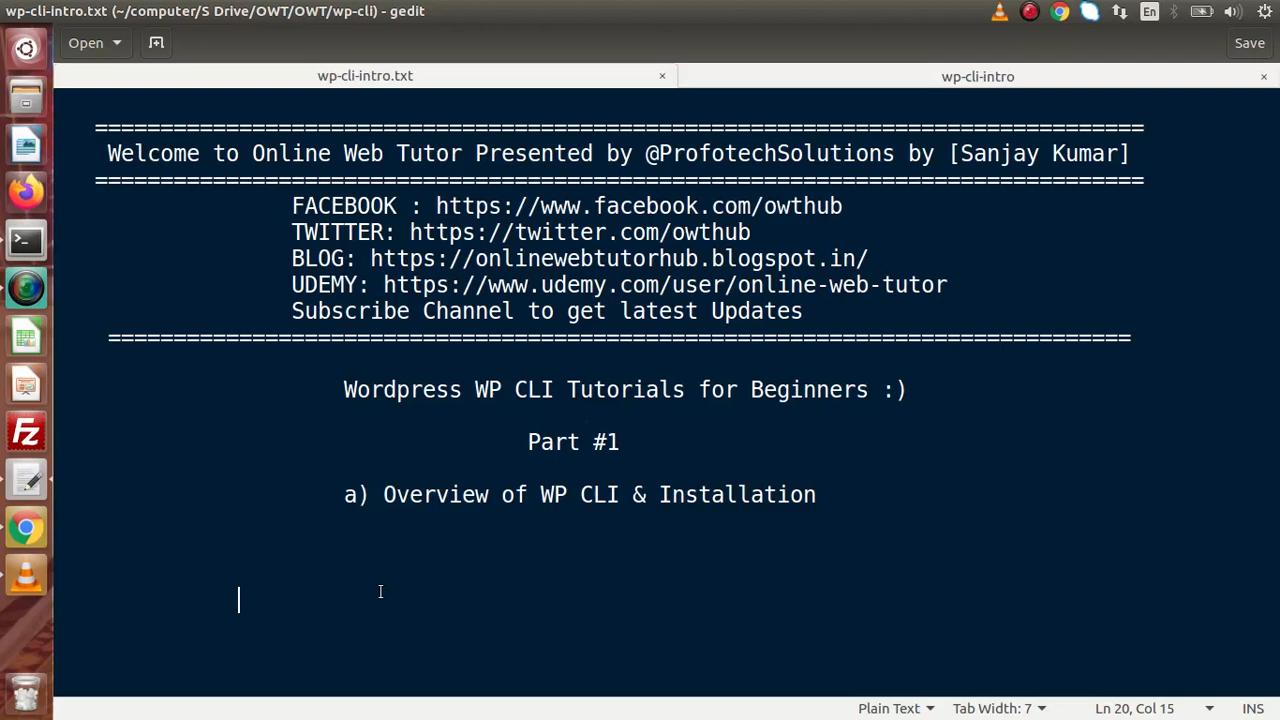 wp-cli-intro.txt (~/computer/S Drive/OWT/OWT/wp-cli) - gedit
En
Open
Save
wp-cli-intro.txt
wp-cli-intro
================================================================================
Welcome to Online Web Tutor Presented by @ProfotechSolutions by [Sanjay Kumar]
================================================================================
FACEBOOK : https://www.facebook.com/owthub
TWITTER: https://twitter.com/owthub
BLOG: https://onlinewebtutorhub.blogspot.in/
UDEMY: https://www.udemy.com/user/online-web-tutor
Subscribe Channel to get latest Updates
==============================================================================
Wordpress WP CLI Tutorials for Beginners :)
Part #1
a) Overview of WP CLI & Installation
Plain Text
Tab Width: 7
Ln 20, Col 15
INS